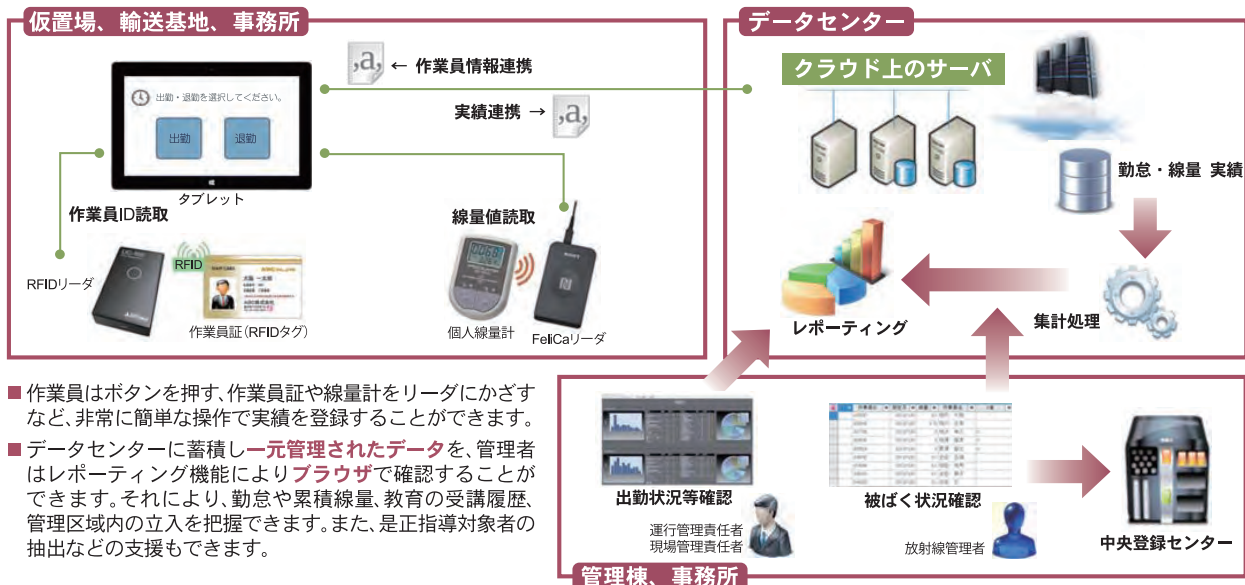 仮置場、輸送基地、事務所
,a,
← 作業員情報連携
実績連携 →
,a,
出勤・退勤を選択してください。
出勤
退勤
タブレット
作業員ID読取
線量値読取
RFIDリーダ
RFID
作業員証(RFIDタグ)
個人線量計
SONY
FeliCaリーダ
データセンター
クラウド上のサーバ
勤怠・線量 実績
レポーティング
集計処理
■ 作業員はボタンを押す、作業員証や線量計をリーダにかざす
など、非常に簡単な操作で実績を登録することができます。
■ データセンターに蓄積し一元管理されたデータを、管理者
はレポーティング機能によりブラウザで確認することが
できます。それにより、勤怠や累積線量、教育の受講履歴、
管理区域内の立入を把握できます。また、是正指導対象者の
抽出などの支援もできます。
出勤状況等確認
運行管理責任者
現場管理責任者
被ばく状況確認
放射線管理者
中央登録センター
管理棟、事務所